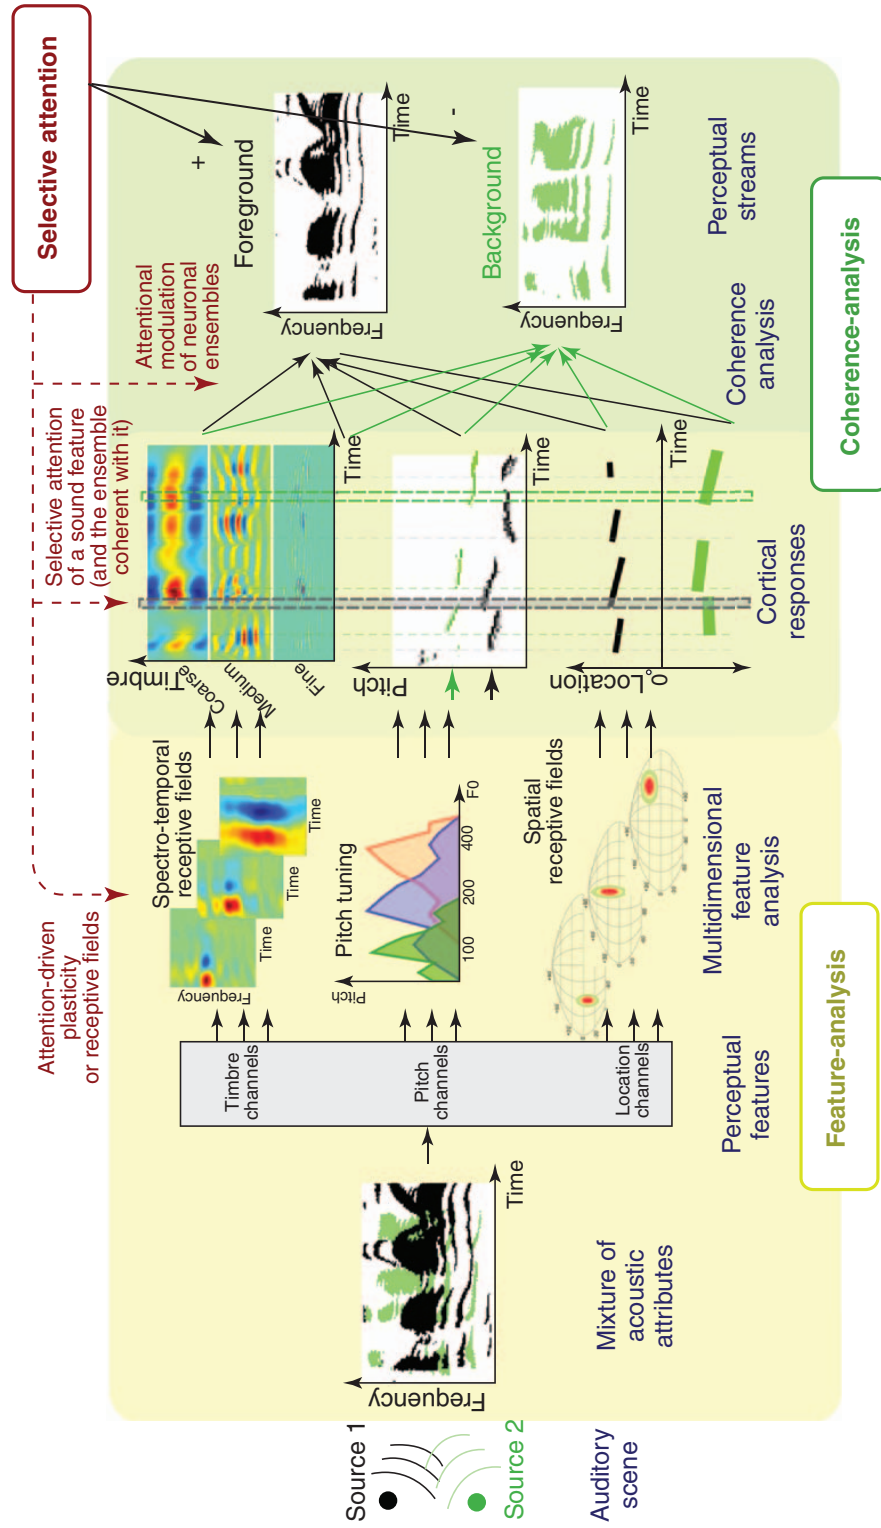 Selective attention
Attention-driven
plasticity
or receptive fields
Selective attention
of a sound feature
(and the ensemble
coherent with it)
Attentional
modulation
of neuronal
ensembles
Source 1
Source 2
Auditory
scene
Frequency
Time
Mixture of
acoustic
attributes
Timbre
channels
Pitch
channels
Location
channels
Perceptual
features
Spectro-temporal
receptive fields
Frequency
Time
Time
Time
Pitch tuning
Pitch
100
200
400
F0
Spatial
receptive fields
Multidimensional
feature
analysis
Timbre
Coarse
Medium
Fine
Time
Pitch
Time
Location
0°
Time
Cortical
responses
Coherence
analysis
+
Foreground
Frequency
Time
-
Background
Frequency
Time
Perceptual
streams
Feature-analysis
Coherence-analysis